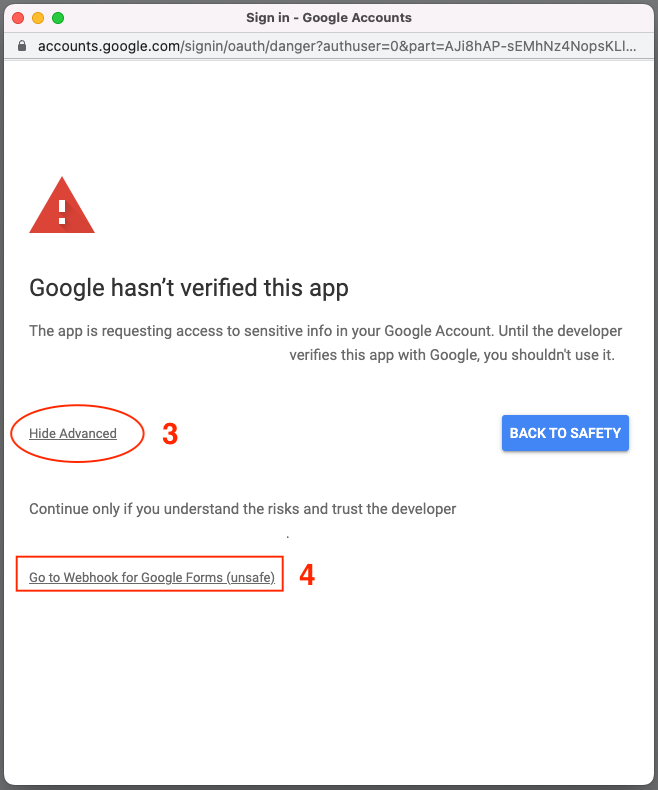 Sign in - Google Accounts
accounts.google.com/signin/oauth/danger?authuser=0&part=AJi8hAP-sEMhNz4NopsKLl...
Google hasn’t verified this app
The app is requesting access to sensitive info in your Google Account. Until the developer
verifies this app with Google, you shouldn't use it.
Hide Advanced
3
BACK TO SAFETY
Continue only if you understand the risks and trust the developer
.
Go to Webhook for Google Forms (unsafe)
4